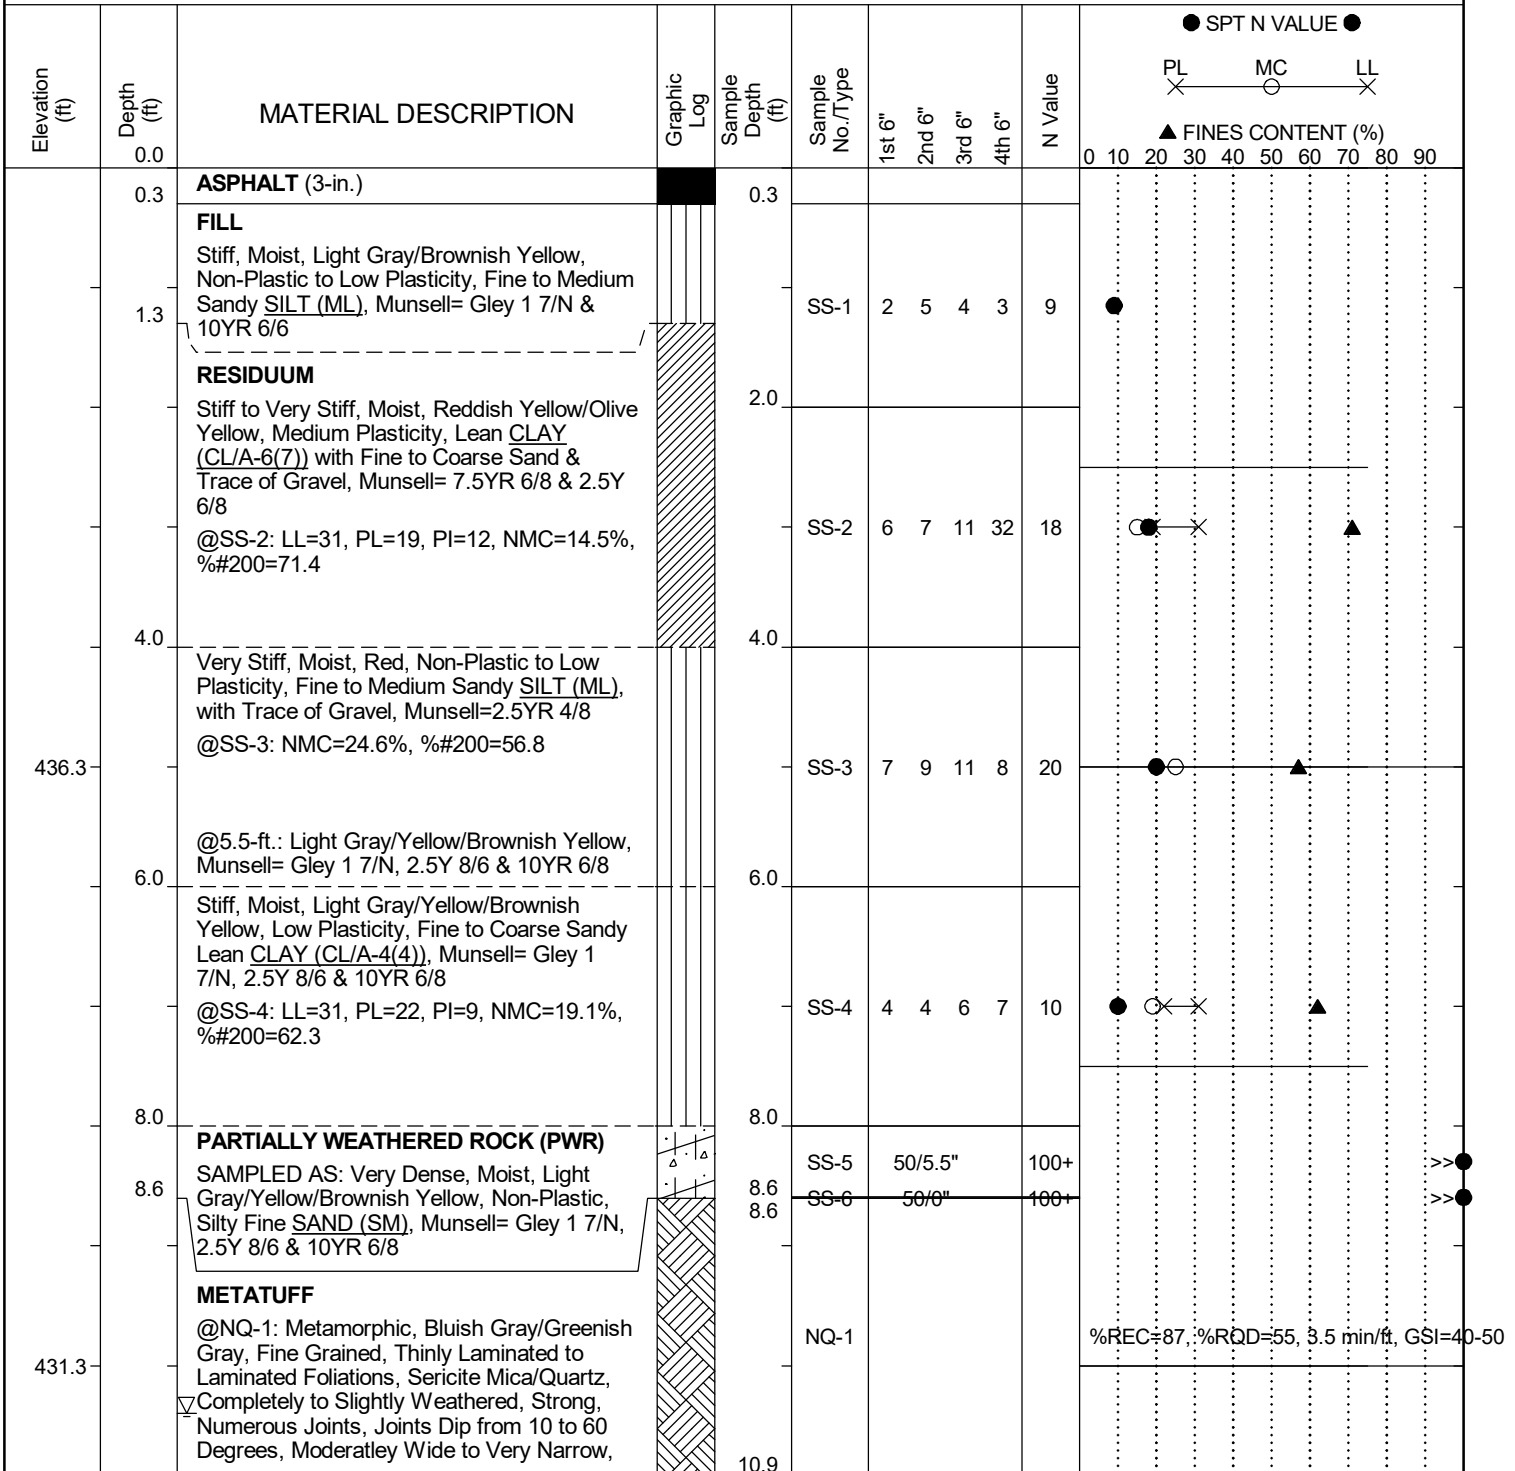 ● SPT N VALUE ●
PL MC LL
▲ FINES CONTENT (%)
Elevation (ft)
Depth (ft)
0.0
MATERIAL DESCRIPTION
Graphic Log
Sample Depth (ft)
Sample No./Type
1st 6"
2nd 6"
3rd 6"
4th 6"
N Value
0 10 20 30 40 50 60 70 80 90
0.3 ASPHALT (3-in.) 0.3
FILL
Stiff, Moist, Light Gray/Brownish Yellow,
Non-Plastic to Low Plasticity, Fine to Medium
Sandy SILT (ML), Munsell= Gley 1 7/N &
10YR 6/6
1.3
SS-1 2 5 4 3 9
RESIDUUM
2.0
Stiff to Very Stiff, Moist, Reddish Yellow/Olive
Yellow, Medium Plasticity, Lean CLAY
(CL/A-6(7)) with Fine to Coarse Sand &
Trace of Gravel, Munsell= 7.5YR 6/8 & 2.5Y
6/8
@SS-2: LL=31, PL=19, PI=12, NMC=14.5%,
%#200=71.4
SS-2 6 7 11 32 18
4.0 4.0
Very Stiff, Moist, Red, Non-Plastic to Low
Plasticity, Fine to Medium Sandy SILT (ML),
with Trace of Gravel, Munsell=2.5YR 4/8
@SS-3: NMC=24.6%, %#200=56.8
436.3
SS-3 7 9 11 8 20
@5.5-ft.: Light Gray/Yellow/Brownish Yellow,
Munsell= Gley 1 7/N, 2.5Y 8/6 & 10YR 6/8
6.0 6.0
Stiff, Moist, Light Gray/Yellow/Brownish
Yellow, Low Plasticity, Fine to Coarse Sandy
Lean CLAY (CL/A-4(4)), Munsell= Gley 1
7/N, 2.5Y 8/6 & 10YR 6/8
@SS-4: LL=31, PL=22, PI=9, NMC=19.1%,
%#200=62.3
SS-4 4 4 6 7 10
8.0 8.0
PARTIALLY WEATHERED ROCK (PWR)
SAMPLED AS: Very Dense, Moist, Light
Gray/Yellow/Brownish Yellow, Non-Plastic,
Silty Fine SAND (SM), Munsell= Gley 1 7/N,
2.5Y 8/6 & 10YR 6/8
SS-5 50/5.5" 100+ >>
8.6 8.6
SS-6 50/0" 100+ >>
8.6
METATUFF
@NQ-1: Metamorphic, Bluish Gray/Greenish
Gray, Fine Grained, Thinly Laminated to
Laminated Foliations, Sericite Mica/Quartz,
Completely to Slightly Weathered, Strong,
Numerous Joints, Joints Dip from 10 to 60
Degrees, Moderatley Wide to Very Narrow,
NQ-1 %REC=87, %RQD=55, 3.5 min/ft, GSI=40-50
431.3
10.9